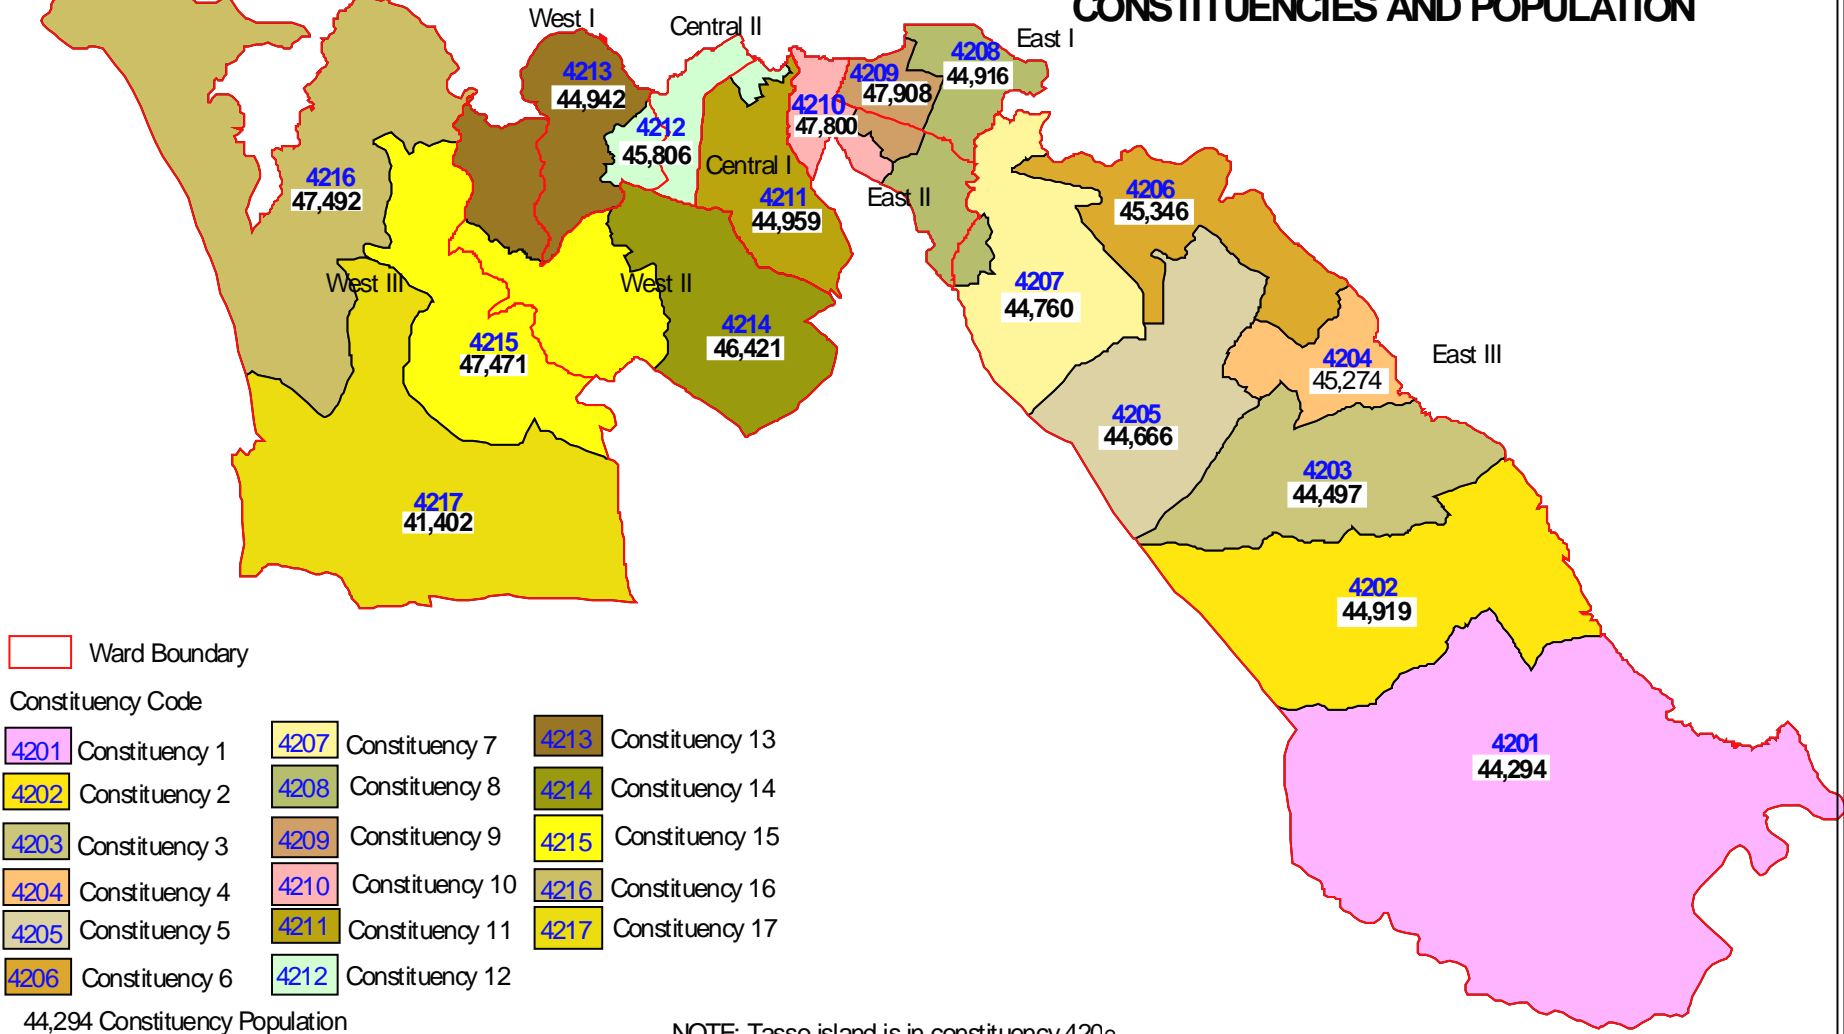 CONSTITUENCIES AND POPULATION
West I
Central II
East I
4213
44,942
4208
44,916
4209
47,908
4210
47,800
4212
45,806
Central I
4216
47,492
4211
44,959
East II
4206
45,346
West III
West II
4207
44,760
4214
46,421
4215
47,471
4204
45,274
East III
4205
44,666
4203
44,497
4217
41,402
4202
44,919
4201
44,294
Ward Boundary
Constituency Code
4201 Constituency 1
4202 Constituency 2
4203 Constituency 3
4204 Constituency 4
4205 Constituency 5
4206 Constituency 6
4207 Constituency 7
4208 Constituency 8
4209 Constituency 9
4210 Constituency 10
4211 Constituency 11
4212 Constituency 12
4213 Constituency 13
4214 Constituency 14
4215 Constituency 15
4216 Constituency 16
4217 Constituency 17
44,294 Constituency Population
NOTE: Tasso island is in constituency